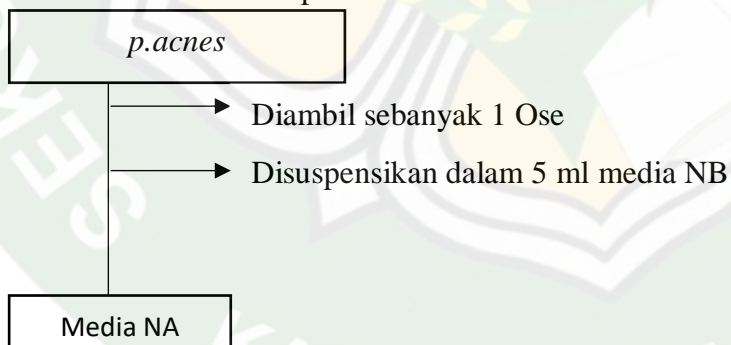 p.acnes
Diambil sebanyak 1 Ose
Disuspensikan dalam 5 ml media NB
Media NA